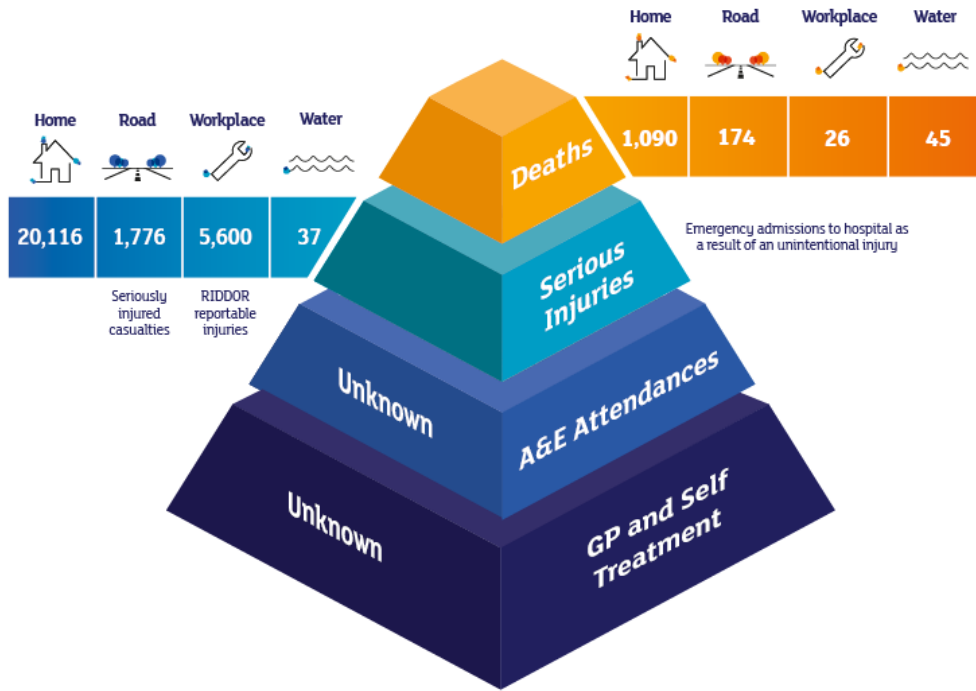 Home Road Workplace Water
1,090 174 26 45
Home Road Workplace Water
20,116 1,776 5,600 37
Seriously
injured
casualties
RIDDOR
reportable
injuries
Deaths
Emergency admissions to hospital as
a result of an unintentional injury
Serious
Injuries
Unknown
A&E Attendances
Unknown
GP and Self
Treatment